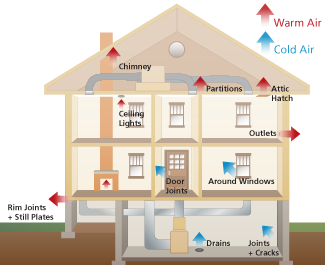 Warm Air
Cold Air
Chimney
Partitions
Attic
Hatch
Ceiling
Lights
Outlets
Door
Joints
Around Windows
Rim Joints
+ Still Plates
Drains
Joints
+ Cracks